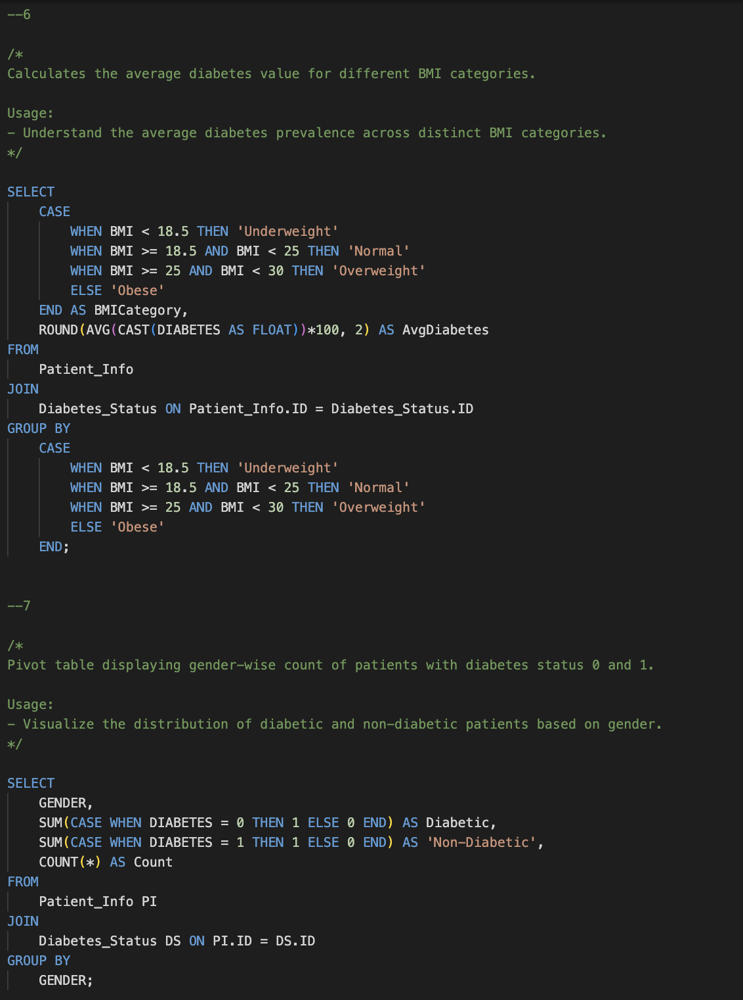 --6
/*
Calculates the average diabetes value for different BMI categories.
Usage:
- Understand the average diabetes prevalence across distinct BMI categories.
*/
SELECT
CASE
WHEN BMI < 18.5 THEN 'Underweight'
WHEN BMI >= 18.5 AND BMI < 25 THEN 'Normal'
WHEN BMI >= 25 AND BMI < 30 THEN 'Overweight'
ELSE 'Obese'
END AS BMICategory,
ROUND(AVG(CAST(DIABETES AS FLOAT))*100, 2) AS AvgDiabetes
FROM
Patient_Info
JOIN
Diabetes_Status ON Patient_Info.ID = Diabetes_Status.ID
GROUP BY
CASE
WHEN BMI < 18.5 THEN 'Underweight'
WHEN BMI >= 18.5 AND BMI < 25 THEN 'Normal'
WHEN BMI >= 25 AND BMI < 30 THEN 'Overweight'
ELSE 'Obese'
END;
--7
/*
Pivot table displaying gender-wise count of patients with diabetes status 0 and 1.
Usage:
- Visualize the distribution of diabetic and non-diabetic patients based on gender.
*/
SELECT
GENDER,
SUM(CASE WHEN DIABETES = 0 THEN 1 ELSE 0 END) AS Diabetic,
SUM(CASE WHEN DIABETES = 1 THEN 1 ELSE 0 END) AS 'Non-Diabetic',
COUNT(*) AS Count
FROM
Patient_Info PI
JOIN
Diabetes_Status DS ON PI.ID = DS.ID
GROUP BY
GENDER;